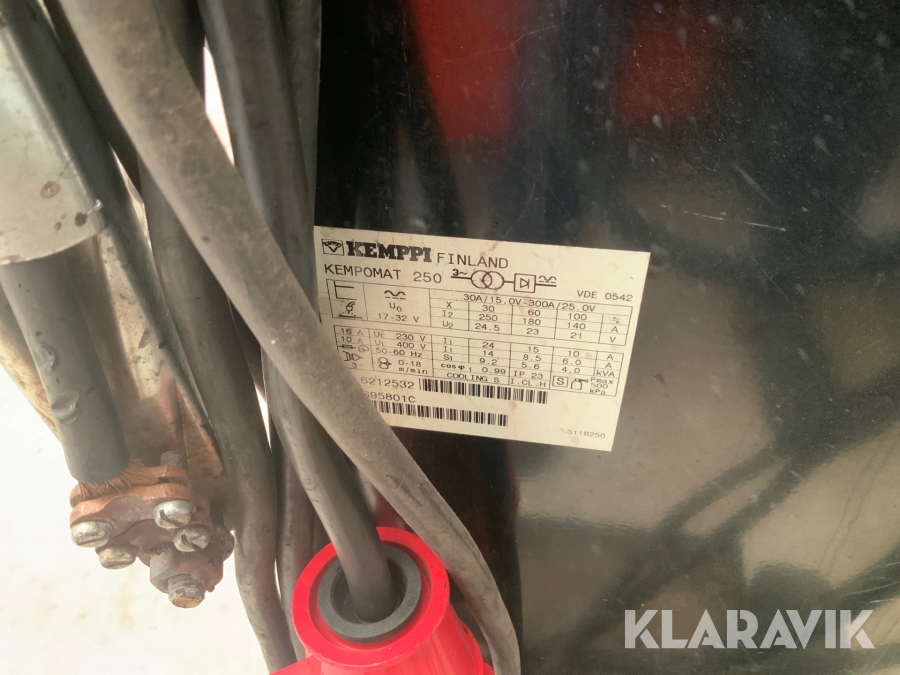 KEMPPI FINLAND
KEMPOMAT 250 3~
VDE 0542
30A/15.0V-300A/25.0V
X 30 60 100 %
U0 I2 250 180 140 A
17-32 V U2 24.5 23 21 V
16 A U1 230 V I1 24 15 10 A
10 A U1 400 V I1 14 8.5 6.0 A
50-60 Hz S1 9.2 5.6 4.0 kVA
3~ 0-18 m/min cosφ 0.99 IP 23 S Pmax 500 kPa
COOLING S I.CL.H
6212532
695801C
3118250
KLARAVIK